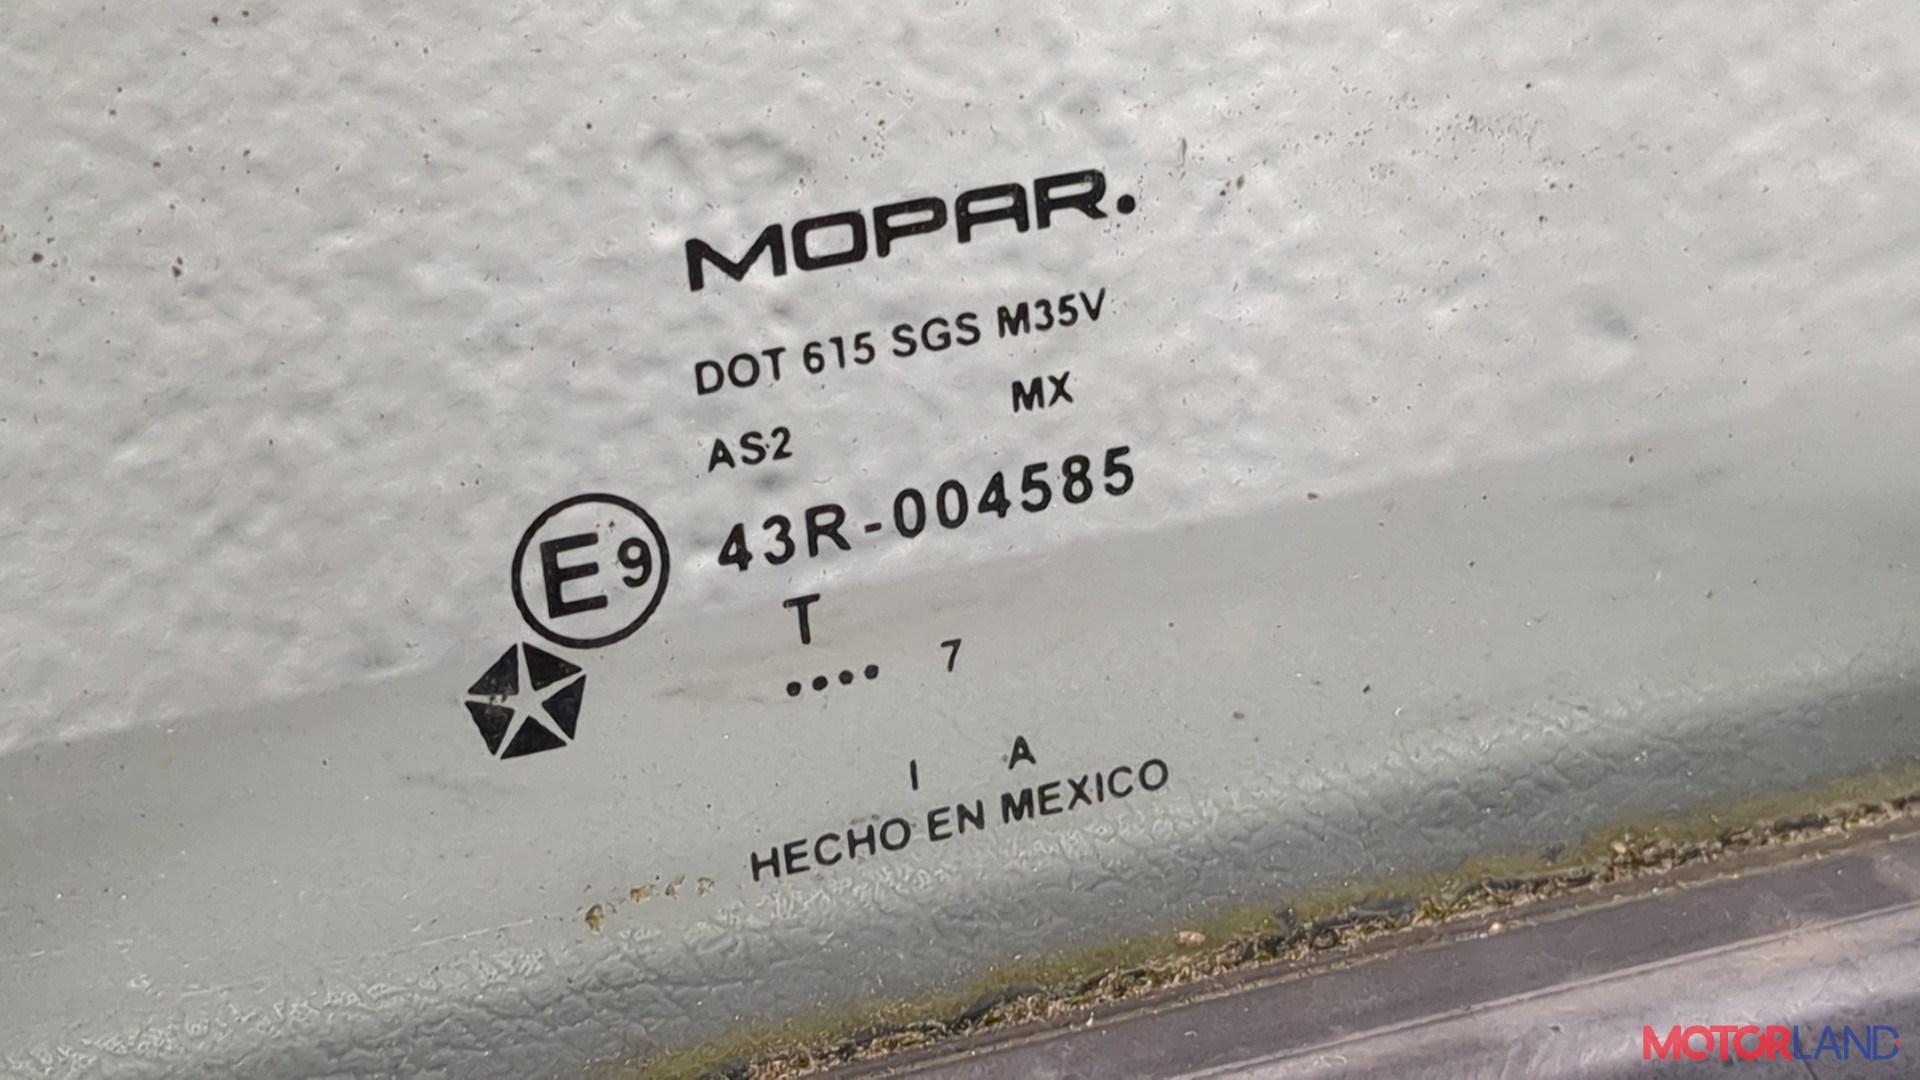 MOPAR.
DOT 615 SGS M35V
AS2 MX
E9 43R-004585
T
•••• 7
I A
HECHO EN MEXICO
MOTORLAND